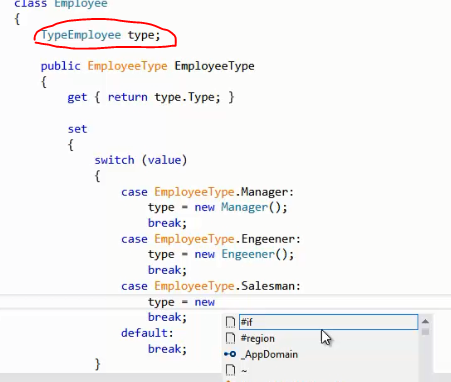 class Employee
{
TypeEmployee type;
public EmployeeType EmployeeType
{
get { return type.Type; }
set
{
switch (value)
{
case EmployeeType.Manager:
type = new Manager();
break;
case EmployeeType.Engeener:
type = new Engeener();
break;
case EmployeeType.Salesman:
type = new
break;
default:
break;
}
#if
#region
_AppDomain
~